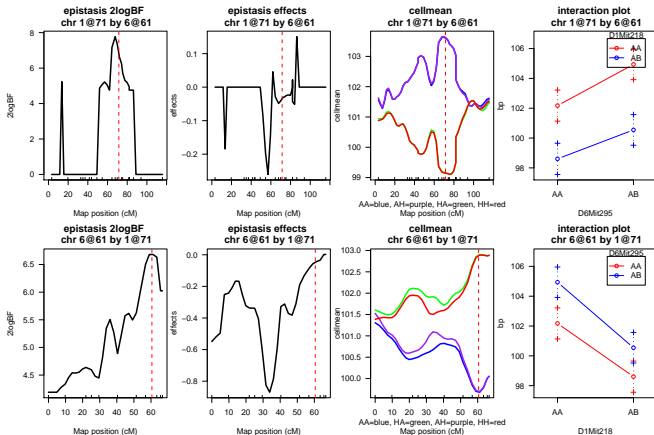 epistasis 2logBF
chr 1@71 by 6@61
2logBF
8
6
4
2
0
0 20 40 60 80 100
Map position (cM)
epistasis effects
chr 1@71 by 6@61
effects
0.0
-0.1
-0.2
0 20 40 60 80 100
Map position (cM)
cellmean
chr 1@71 by 6@61
cellmean
103
102
101
100
99
0 20 40 60 80 100
AA=blue, AH=purple, HA=green, HH=red
Map position (cM)
interaction plot
chr 1@71 by 6@61
D1Mit218
AA
AB
bp
106
104
102
100
98
AA AB
D6Mit295
epistasis 2logBF
chr 6@61 by 1@71
2logBF
6.5
6.0
5.5
5.0
4.5
0 10 20 30 40 50 60
Map position (cM)
epistasis effects
chr 6@61 by 1@71
effects
0.0
-0.2
-0.4
-0.6
-0.8
0 10 20 30 40 50 60
Map position (cM)
cellmean
chr 6@61 by 1@71
cellmean
103.0
102.5
102.0
101.5
101.0
100.0
0 10 20 30 40 50 60
AA=blue, HA=green, AH=purple, HH=red
Map position (cM)
interaction plot
chr 6@61 by 1@71
D6Mit295
AA
AB
bp
106
104
102
100
98
AA AB
D1Mit218